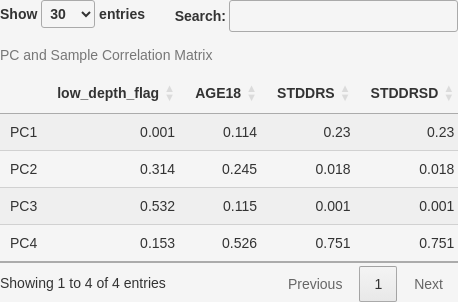 Show 30 entries Search:
PC and Sample Correlation Matrix
low_depth_flag AGE18 STDDRS STDDRSD
PC1 0.001 0.114 0.23 0.23
PC2 0.314 0.245 0.018 0.018
PC3 0.532 0.115 0.001 0.001
PC4 0.153 0.526 0.751 0.751
Showing 1 to 4 of 4 entries Previous 1 Next